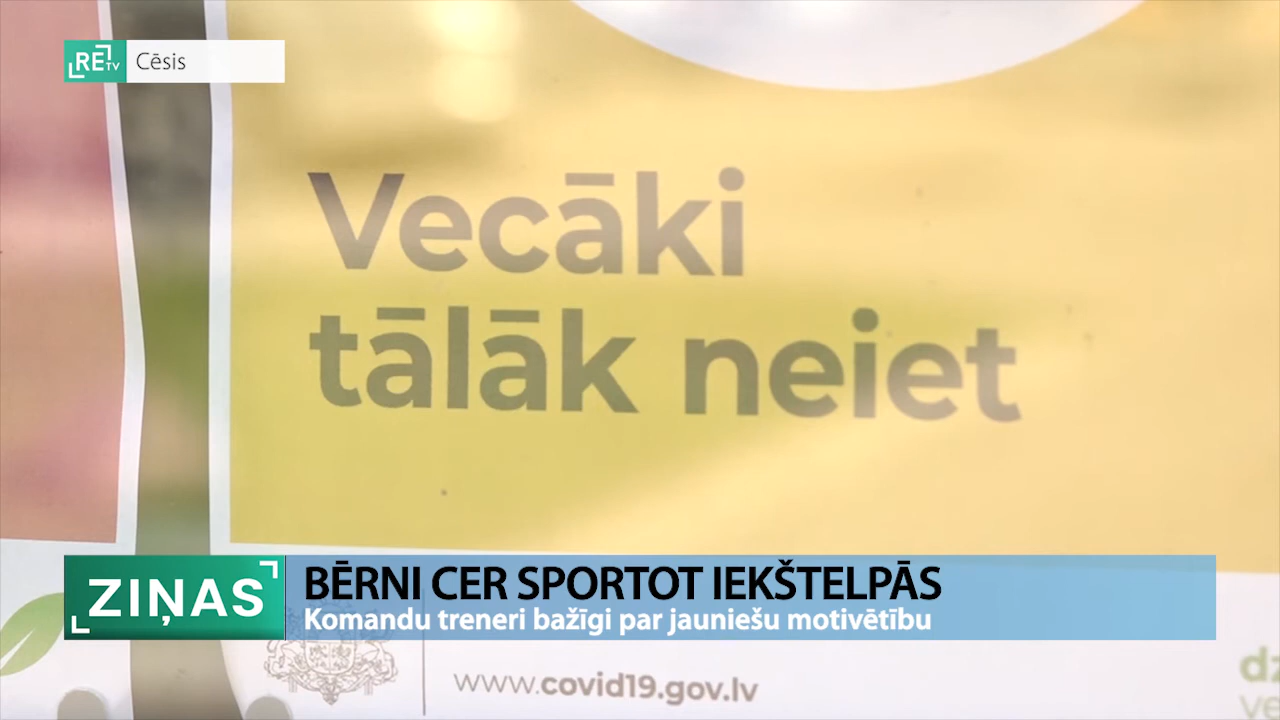 RE TV
Cēsis
Vecāki
tālāk neiet
ZIŅAS
BĒRNI CER SPORTOT IEKŠTELPĀS
Komandu treneri bažīgi par jauniešu motivētību
www.covid19.gov.lv